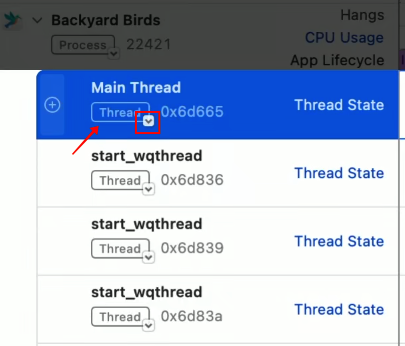 Backyard Birds
Process 22421
Hangs
CPU Usage
App Lifecycle
Main Thread
Thread 0x6d665
Thread State
start_wqthread
Thread 0x6d836
Thread State
start_wqthread
Thread 0x6d839
Thread State
start_wqthread
Thread 0x6d83a
Thread State